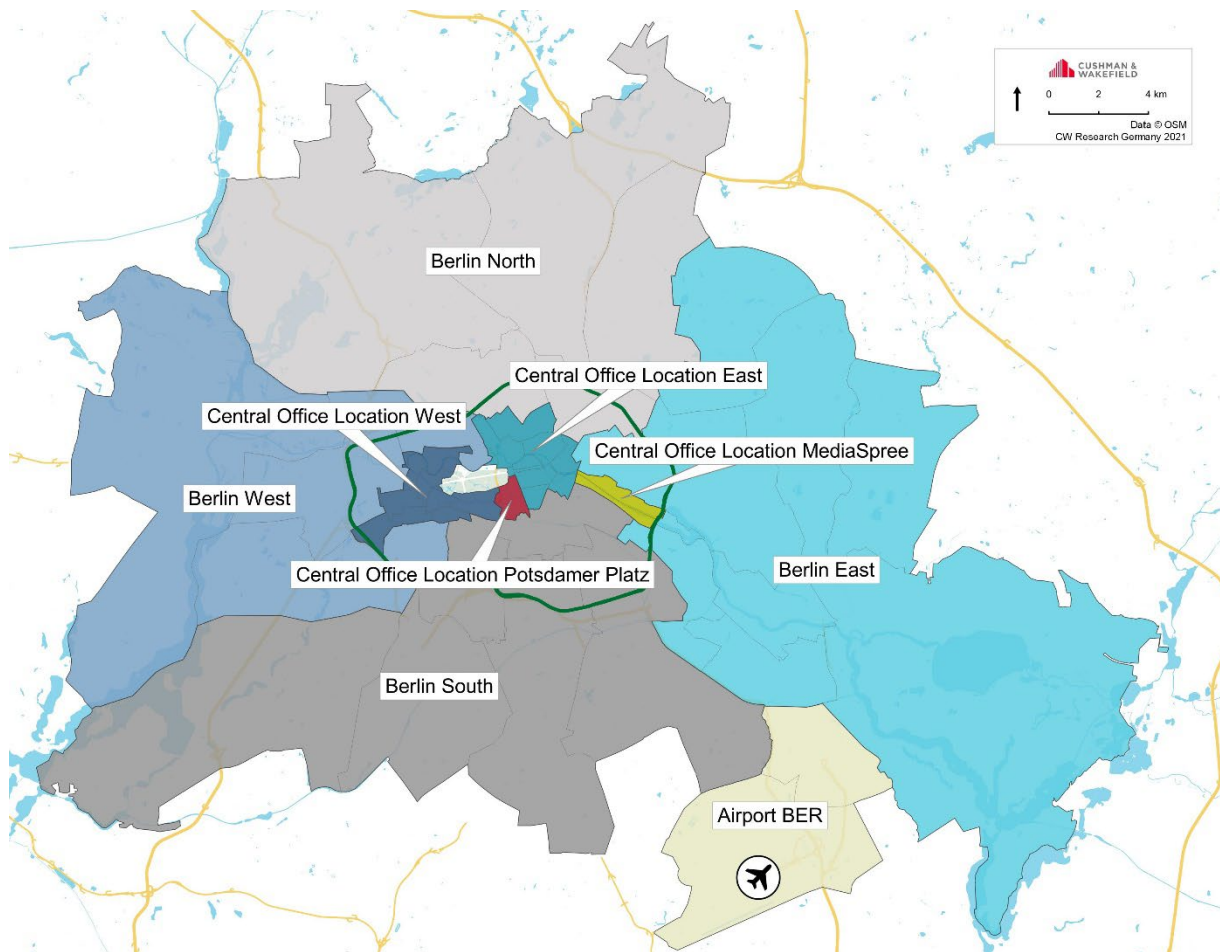 CUSHMAN &
WAKEFIELD
0 2 4 km
Data © OSM
CW Research Germany 2021
Berlin North
Central Office Location East
Central Office Location West
Central Office Location MediaSpree
Berlin West
Berlin East
Central Office Location Potsdamer Platz
Berlin South
Airport BER